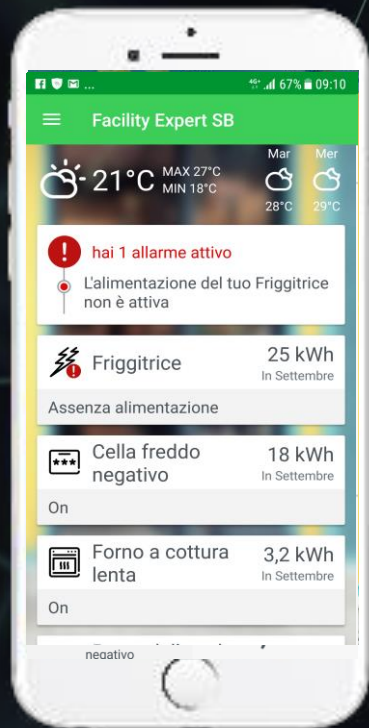 ... 4G+ 67% 09:10
Facility Expert SB
Mar Mer
21°C MAX 27°C
MIN 18°C
28°C 29°C
hai 1 allarme attivo
L'alimentazione del tuo Friggitrice
non è attiva
Friggitrice 25 kWh
In Settembre
Assenza alimentazione
Cella freddo 18 kWh
negativo In Settembre
On
Forno a cottura 3,2 kWh
lenta In Settembre
On
negativo